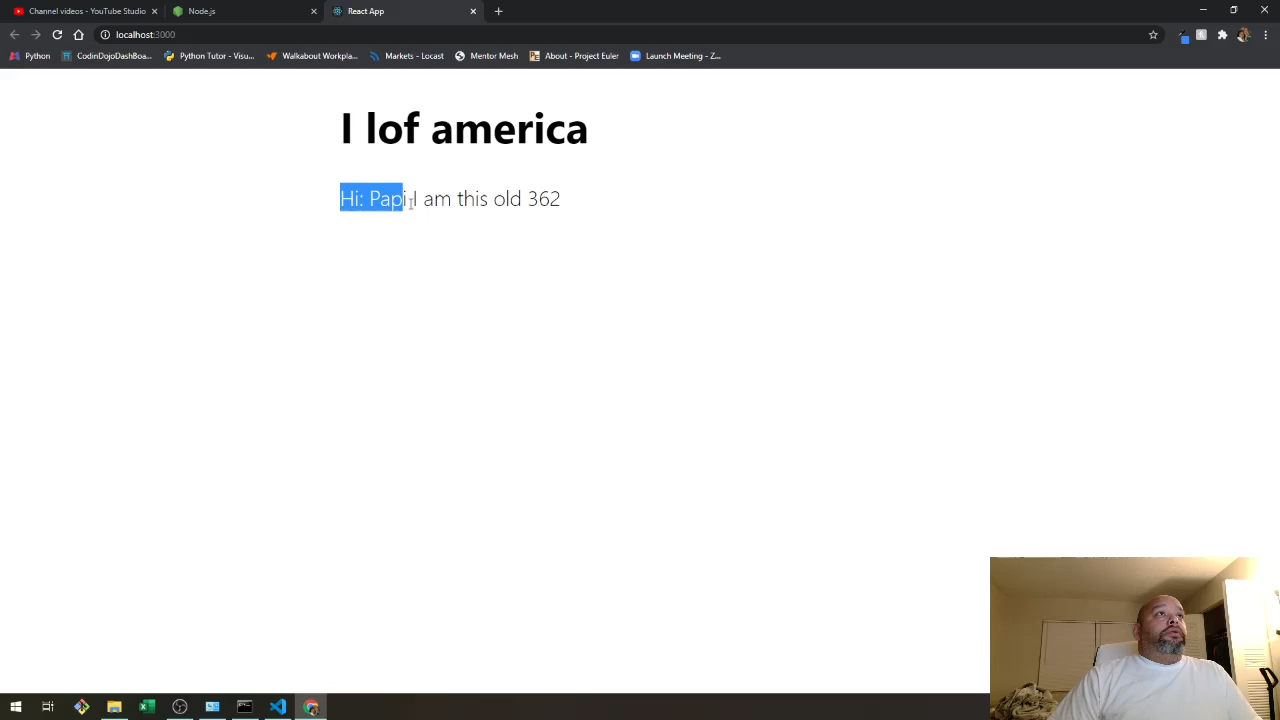 Channel videos - YouTube Studio
Node.js
React App
localhost:3000
Python
CodinDojoDashBoa...
Python Tutor - Visu...
Walkabout Workpla...
Markets - Locast
Mentor Mesh
About - Project Euler
Launch Meeting - Z...
I lof america
Hi: Papi I am this old 362